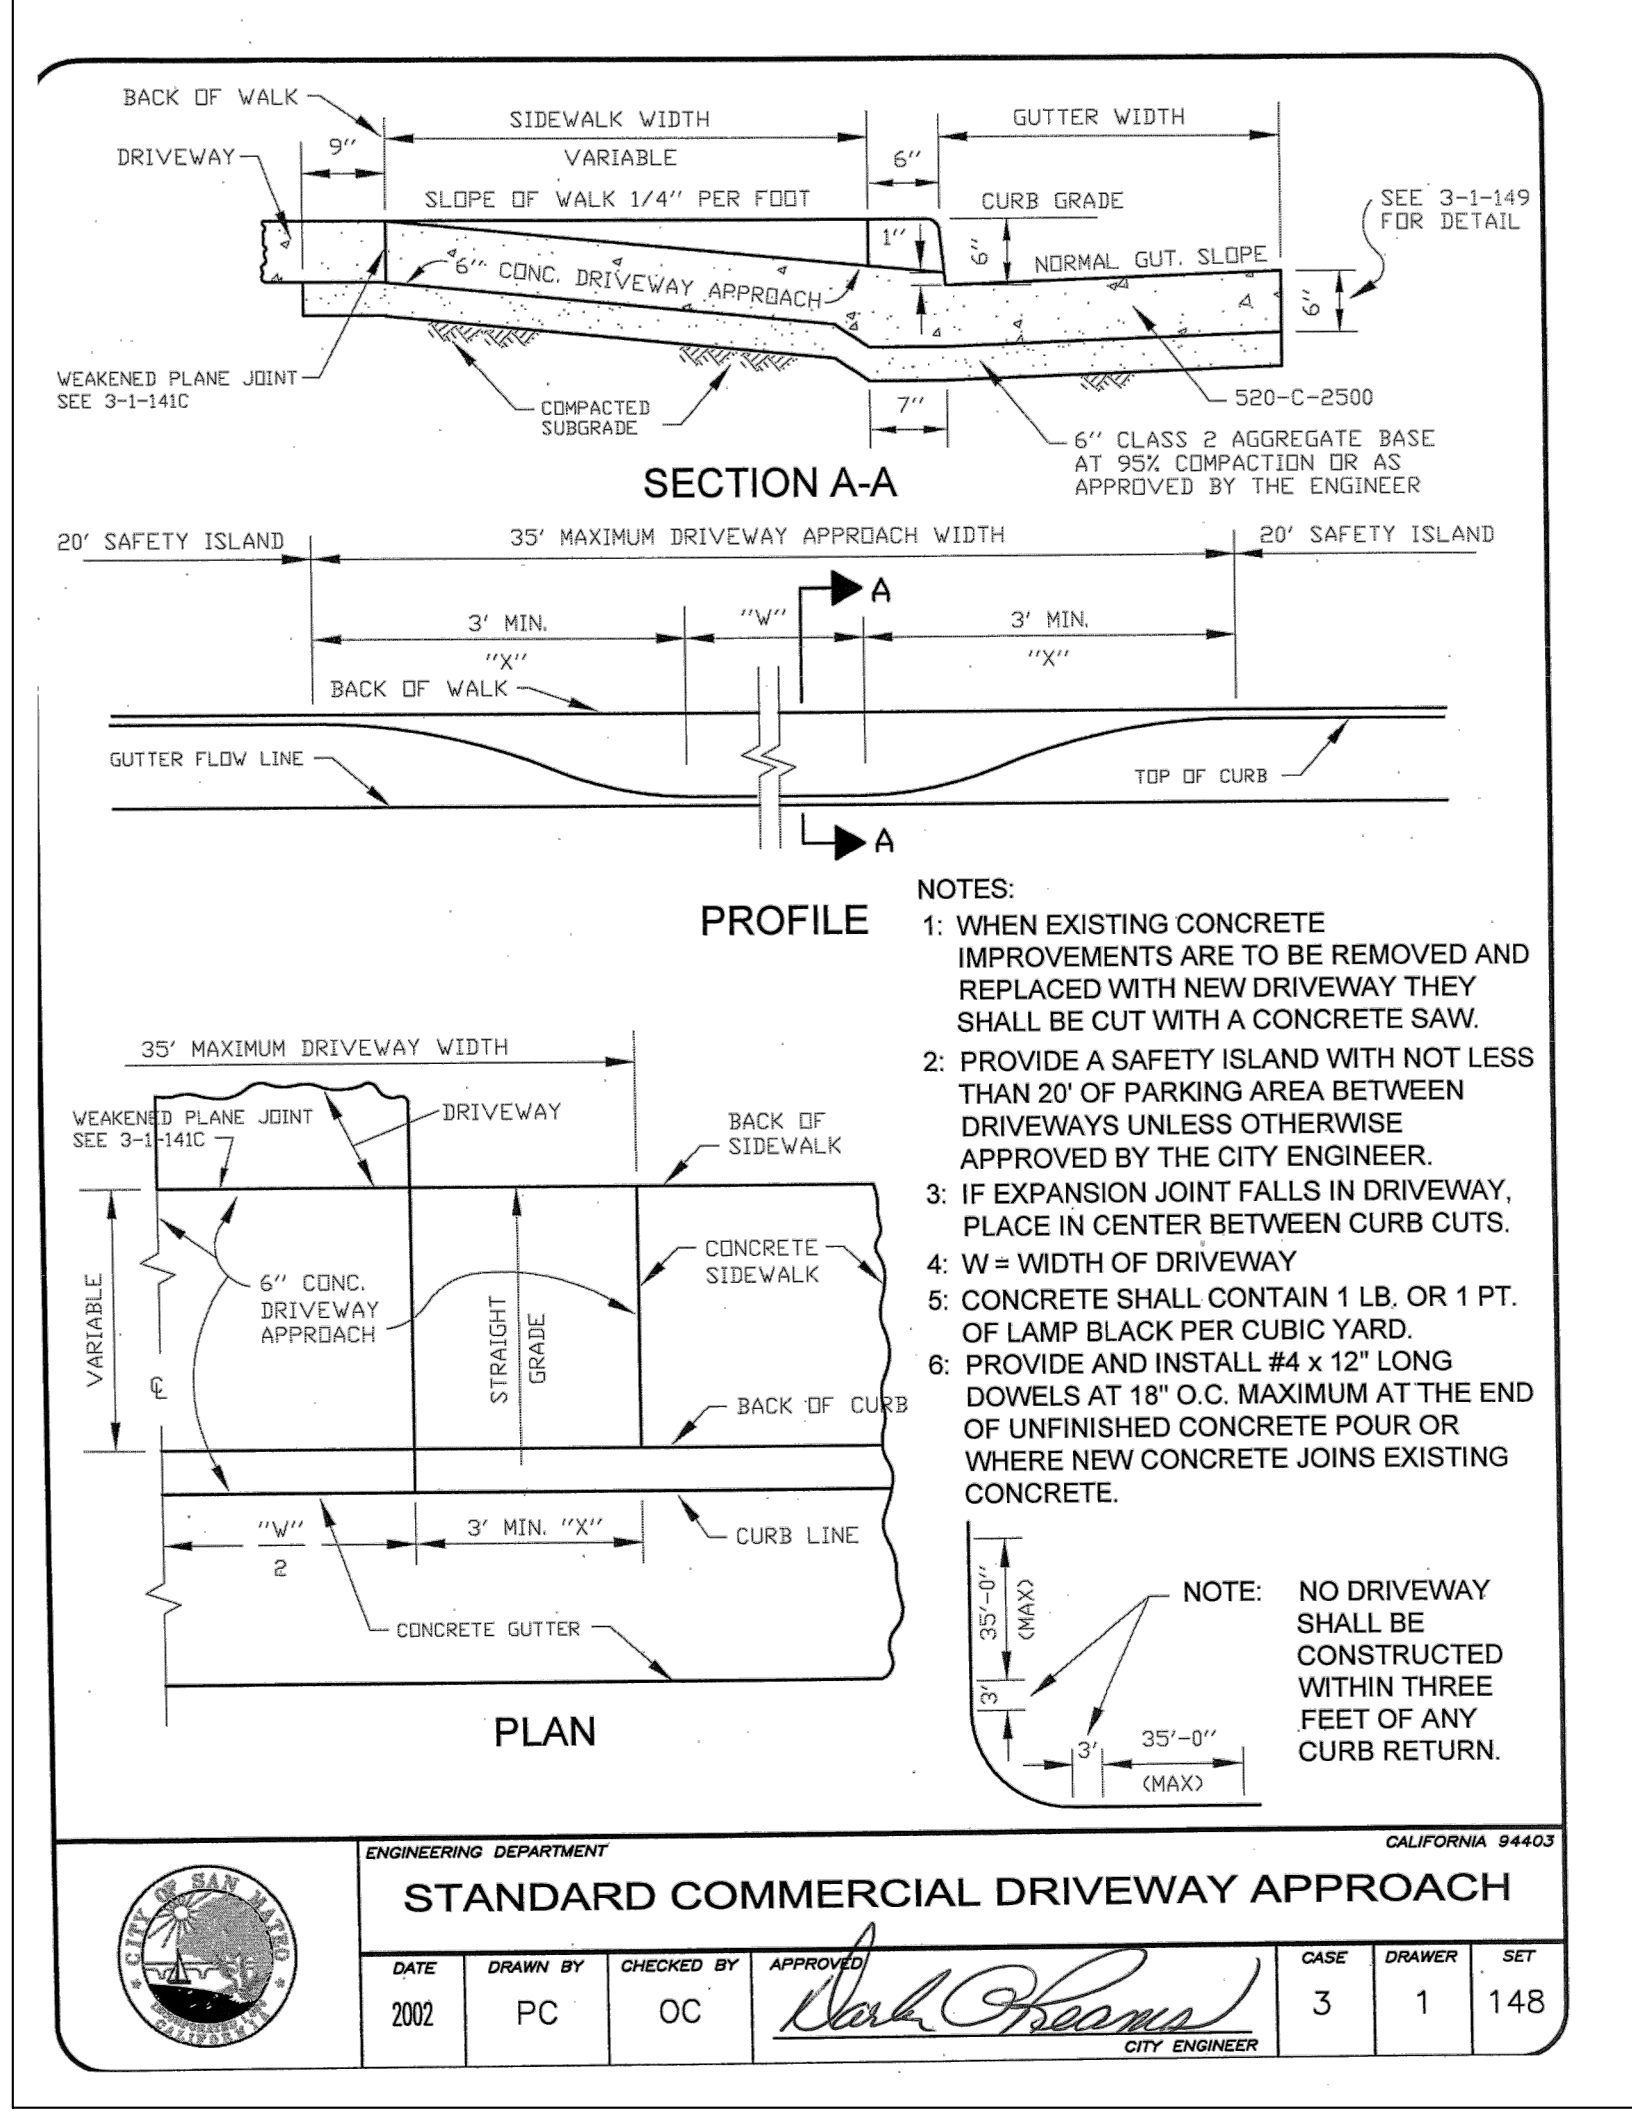 BACK OF WALK
SIDEWALK WIDTH
GUTTER WIDTH
DRIVEWAY
9''
VARIABLE
6''
SLOPE OF WALK 1/4'' PER FOOT
CURB GRADE
SEE 3-1-149
FOR DETAIL
1''
6''
NORMAL GUT. SLOPE
6'' CONC. DRIVEWAY APPROACH
6''
WEAKENED PLANE JOINT
SEE 3-1-141C
COMPACTED
SUBGRADE
7''
520-C-2500
6'' CLASS 2 AGGREGATE BASE
AT 95% COMPACTION OR AS
APPROVED BY THE ENGINEER
SECTION A-A
20' SAFETY ISLAND
35' MAXIMUM DRIVEWAY APPROACH WIDTH
20' SAFETY ISLAND
A
3' MIN.
''W''
3' MIN.
''X''
''X''
BACK OF WALK
GUTTER FLOW LINE
TOP OF CURB
A
PROFILE
NOTES:
1: WHEN EXISTING CONCRETE
IMPROVEMENTS ARE TO BE REMOVED AND
REPLACED WITH NEW DRIVEWAY THEY
SHALL BE CUT WITH A CONCRETE SAW.
2: PROVIDE A SAFETY ISLAND WITH NOT LESS
THAN 20' OF PARKING AREA BETWEEN
DRIVEWAYS UNLESS OTHERWISE
APPROVED BY THE CITY ENGINEER.
3: IF EXPANSION JOINT FALLS IN DRIVEWAY,
PLACE IN CENTER BETWEEN CURB CUTS.
4: W = WIDTH OF DRIVEWAY
5: CONCRETE SHALL CONTAIN 1 LB. OR 1 PT.
OF LAMP BLACK PER CUBIC YARD.
6: PROVIDE AND INSTALL #4 x 12" LONG
DOWELS AT 18" O.C. MAXIMUM AT THE END
OF UNFINISHED CONCRETE POUR OR
WHERE NEW CONCRETE JOINS EXISTING
CONCRETE.
35' MAXIMUM DRIVEWAY WIDTH
WEAKENED PLANE JOINT
SEE 3-1-141C
DRIVEWAY
BACK OF
SIDEWALK
CONCRETE
SIDEWALK
6'' CONC.
DRIVEWAY
APPROACH
VARIABLE
STRAIGHT
GRADE
℄
BACK OF CURB
''W''
2
3' MIN. ''X''
CURB LINE
CONCRETE GUTTER
PLAN
35'-0''
(MAX)
3'
3'
35'-0''
(MAX)
NOTE: NO DRIVEWAY
SHALL BE
CONSTRUCTED
WITHIN THREE
FEET OF ANY
CURB RETURN.
CITY OF SAN MATEO
CALIFORNIA
ENGINEERING DEPARTMENT
CALIFORNIA 94403
STANDARD COMMERCIAL DRIVEWAY APPROACH
DATE
2002
DRAWN BY
PC
CHECKED BY
OC
APPROVED
CITY ENGINEER
CASE
3
DRAWER
1
SET
148